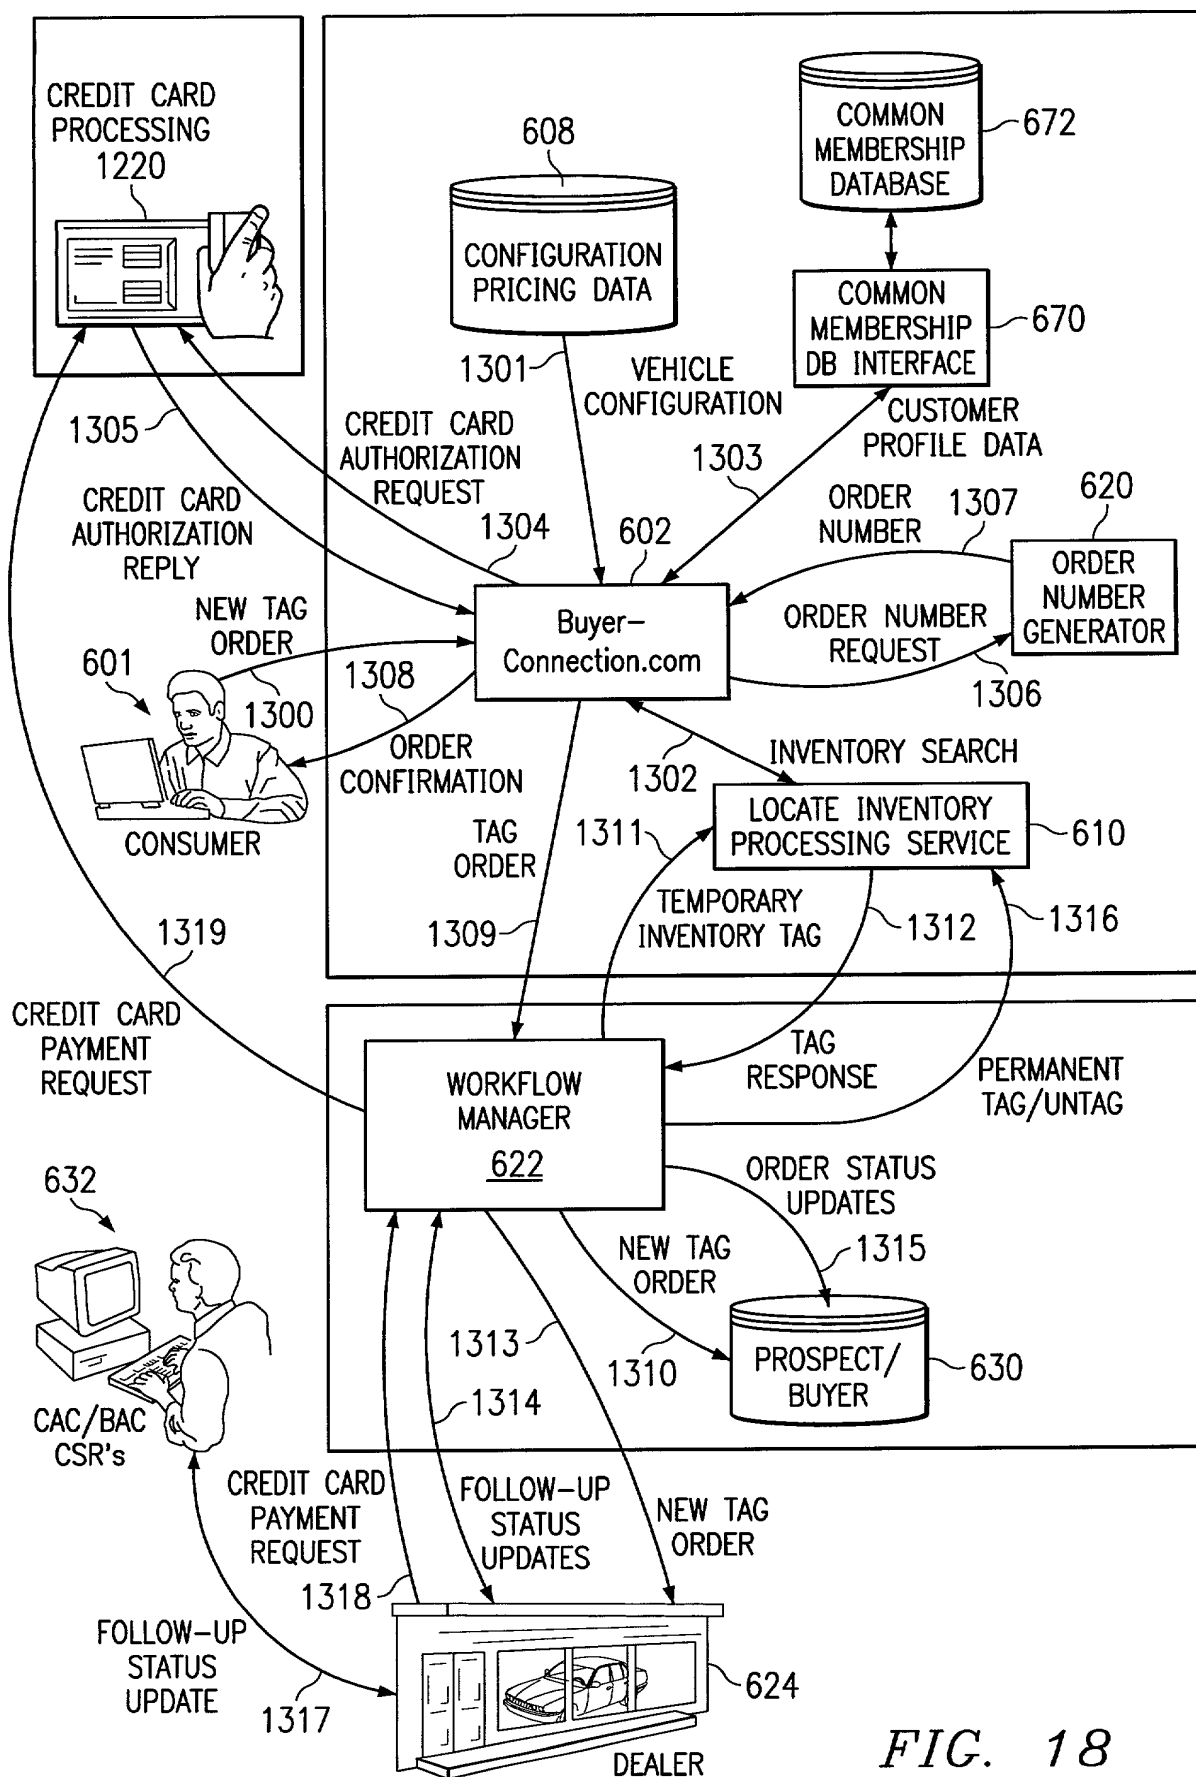 CREDIT CARD
PROCESSING
1220
608
COMMON
MEMBERSHIP
DATABASE
672
CONFIGURATION
PRICING DATA
COMMON
MEMBERSHIP
DB INTERFACE
670
1301
VEHICLE
CONFIGURATION
1305
CREDIT CARD
AUTHORIZATION
REQUEST
1303
CUSTOMER
PROFILE DATA
CREDIT CARD
AUTHORIZATION
REPLY
1304
602
ORDER
NUMBER
1307
620
ORDER
NUMBER
GENERATOR
NEW TAG
ORDER
Buyer-
Connection.com
ORDER NUMBER
REQUEST
1306
601
1300
1308
ORDER
CONFIRMATION
CONSUMER
1302
INVENTORY SEARCH
LOCATE INVENTORY
PROCESSING SERVICE
610
TAG
ORDER
1311
1309
TEMPORARY
INVENTORY TAG
1312
1316
1319
CREDIT CARD
PAYMENT
REQUEST
WORKFLOW
MANAGER
622
TAG
RESPONSE
PERMANENT
TAG/UNTAG
632
ORDER STATUS
UPDATES
NEW TAG
ORDER
1315
1313
1310
PROSPECT/
BUYER
630
1314
CAC/BAC
CSR's
CREDIT CARD
PAYMENT
REQUEST
1318
FOLLOW-UP
STATUS
UPDATES
NEW TAG
ORDER
FOLLOW-UP
STATUS
UPDATE
1317
624
DEALER
FIG. 18